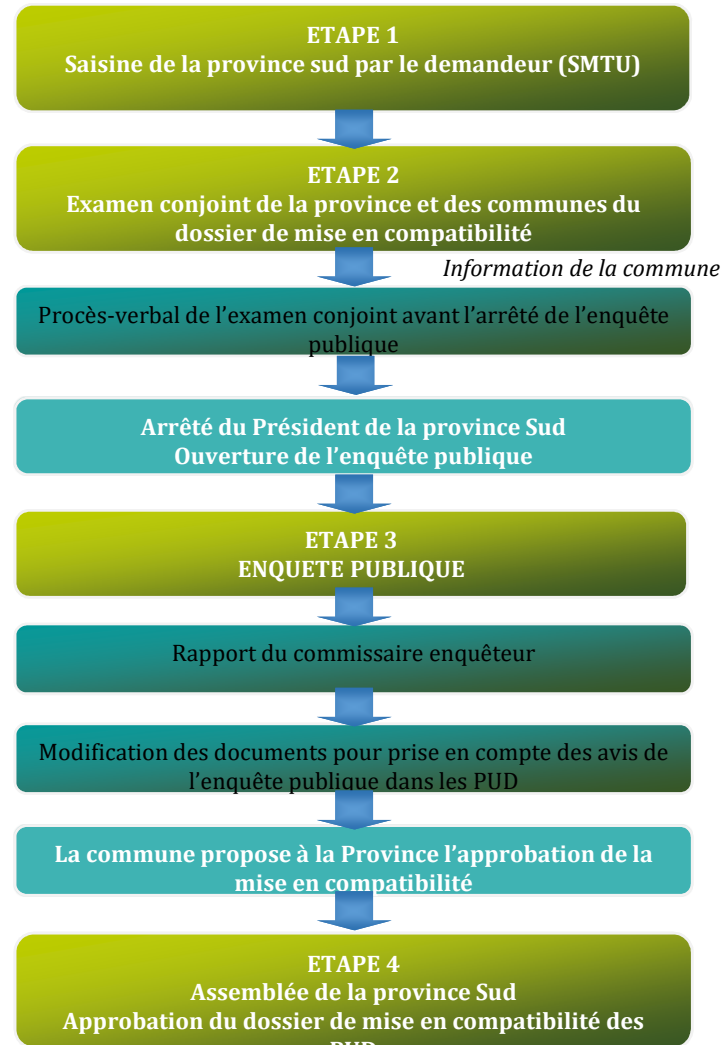 ETAPE 1
Saisine de la province sud par le demandeur (SMTU)
ETAPE 2
Examen conjoint de la province et des communes du
dossier de mise en compatibilité
Information de la commune
Procès-verbal de l’examen conjoint avant l’arrêté de l’enquête
publique
Arrêté du Président de la province Sud
Ouverture de l’enquête publique
ETAPE 3
ENQUETE PUBLIQUE
Rapport du commissaire enquêteur
Modification des documents pour prise en compte des avis de
l’enquête publique dans les PUD
La commune propose à la Province l’approbation de la
mise en compatibilité
ETAPE 4
Assemblée de la province Sud
Approbation du dossier de mise en compatibilité des
PUD